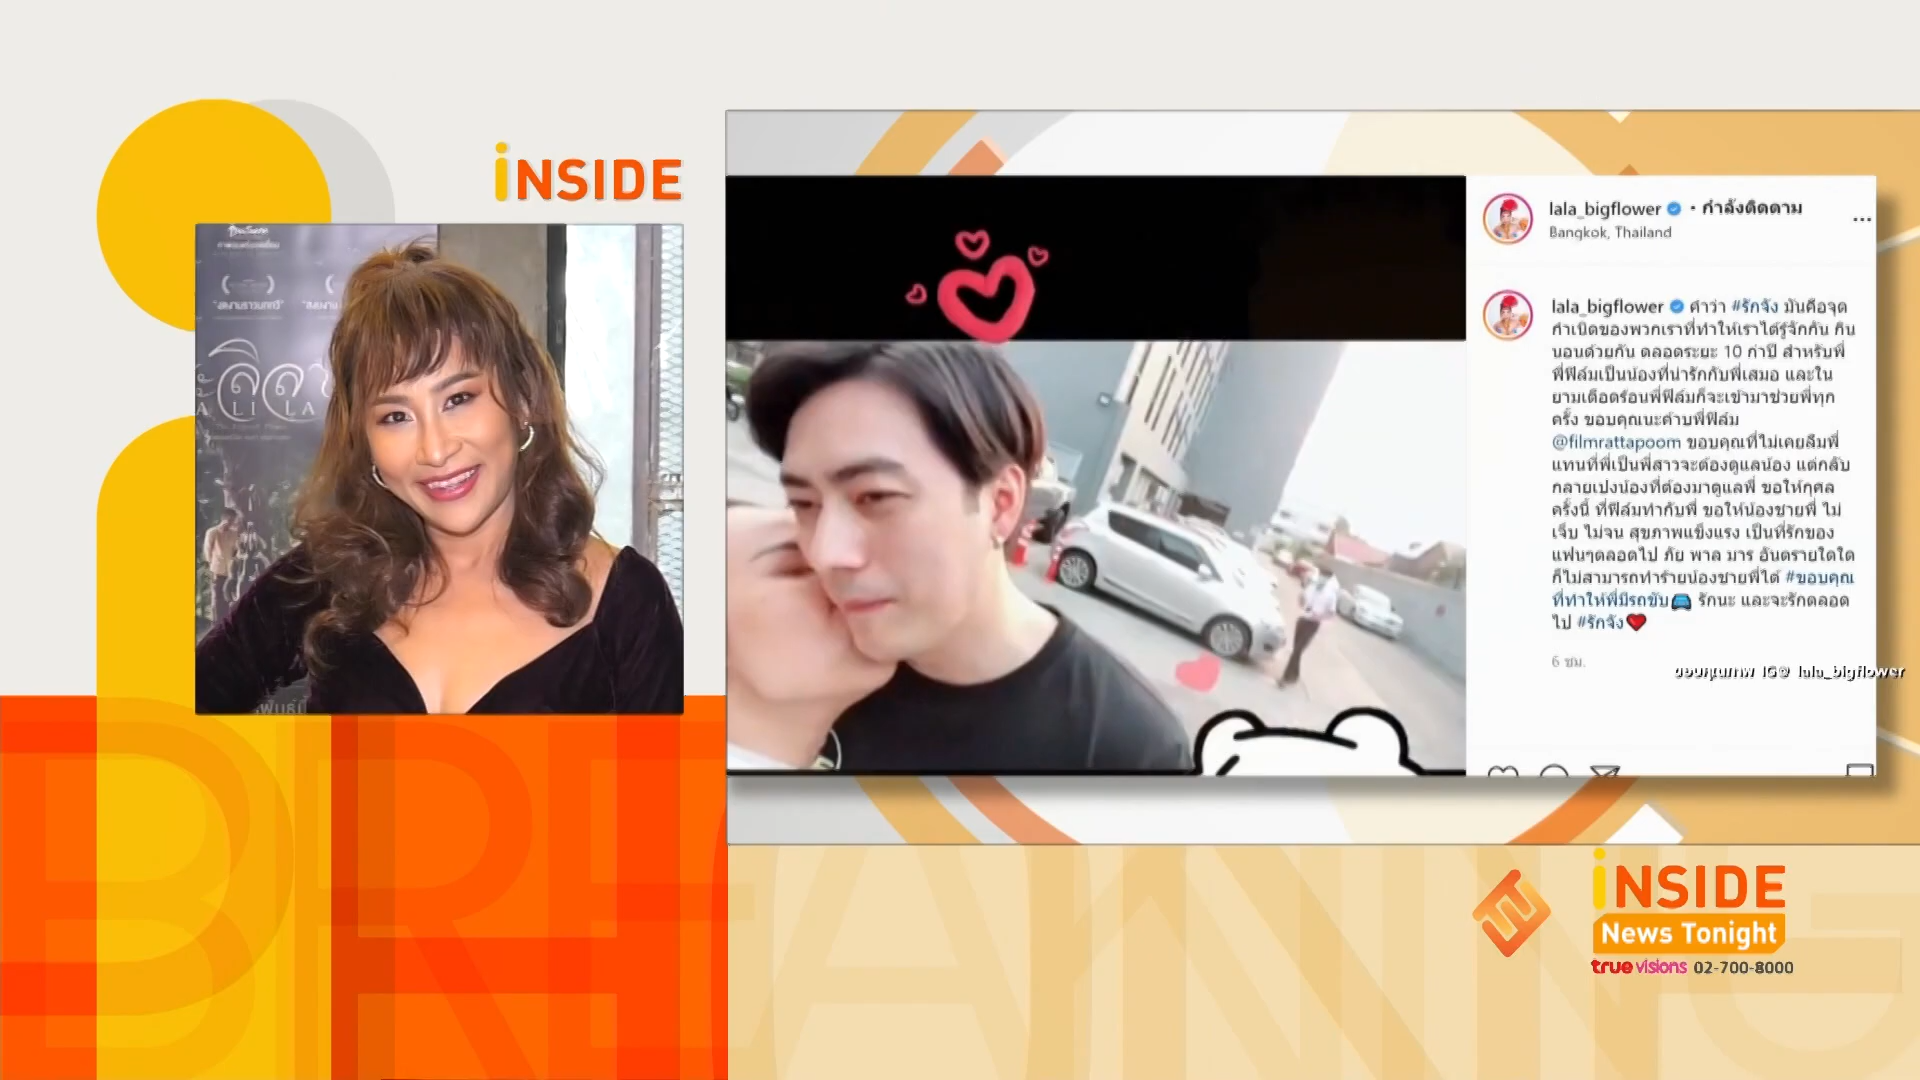 iNSIDE
ลิล
A LI LA
lala_bigflower • กำลังติดตาม
Bangkok, Thailand
lala_bigflower คำว่า #รักจัง มันคือจุด
กำเนิดของพวกเราที่ทำให้เราได้รู้จักกัน กิน
นอนด้วยกัน ตลอดระยะ 10 กว่าปี สำหรับพี่
พี่ฟิล์มเป็นน้องที่น่ารักกับพี่เสมอ และใน
ยามเดือดร้อนพี่ฟิล์มก็จะเข้ามาช่วยพี่ทุก
ครั้ง ขอบคุณนะค้าบพี่ฟิล์ม
@filmrattapoom ขอบคุณที่ไม่เคยลืมพี่
แทนที่พี่เป็นพี่สาวจะต้องดูแลน้อง แต่กลับ
กลายเป็นน้องที่ต้องมาดูแลพี่ ขอให้กุศล
ครั้งนี้ ที่ฟิล์มทำกับพี่ ขอให้น้องชายพี่ ไม่
เจ็บ ไม่จน สุขภาพแข็งแรง เป็นที่รักของ
แฟนๆตลอดไป ภัย พาล มาร อันตรายใดใด
ก็ไม่สามารถทำร้ายน้องชายพี่ได้ #ขอบคุณ
ที่ทำให้พี่มีรถขับ🚘 รักนะ และจะรักตลอด
ไป #รักจัง❤️
6 ชม.
ขอบคุณภาพ IG@ lala_bigflower
BREAKING
iNSIDE
News Tonight
truevisions 02-700-8000